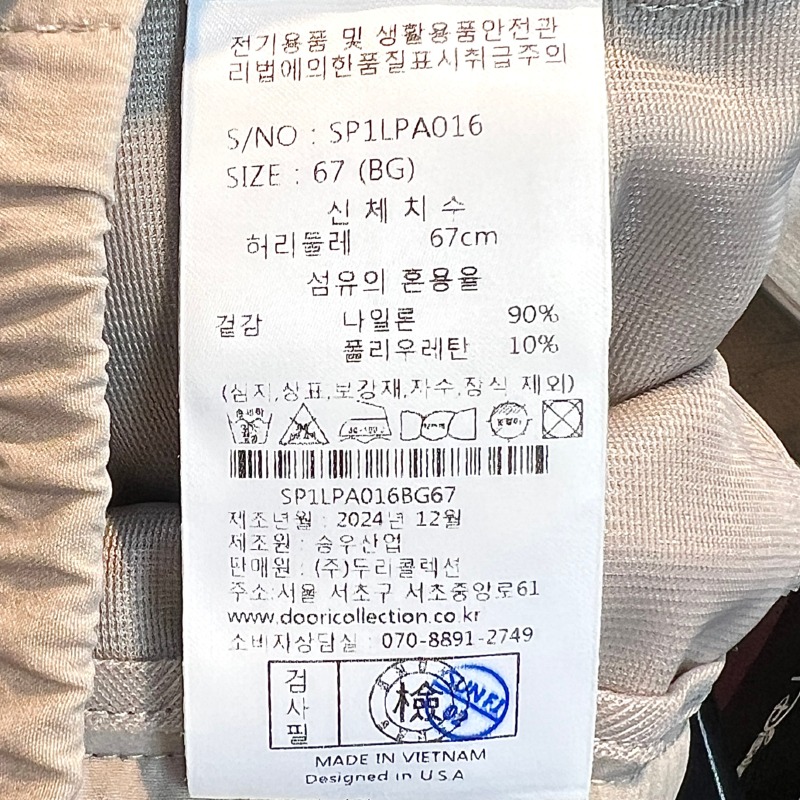 전기용품 및 생활용품안전관
리법에의한품질표시취급주의
S/NO : SP1LPA016
SIZE : 67 (BG)
신 체 치 수
허리둘레 67cm
섬유의 혼용율
겉감 나일론 90%
폴리우레탄 10%
(심지,상표,보강재,자수,장식 제외)
SP1LPA016BG67
제조년월 : 2024년 12월
제조원 : 승우산업
판매원 : (주)두리콜렉션
주소:서울 서초구 서초중앙로61
www.dooricollection.co.kr
소비자상담실 : 070-8891-2749
검사필 檢
MADE IN VIETNAM
Designed in U.S.A